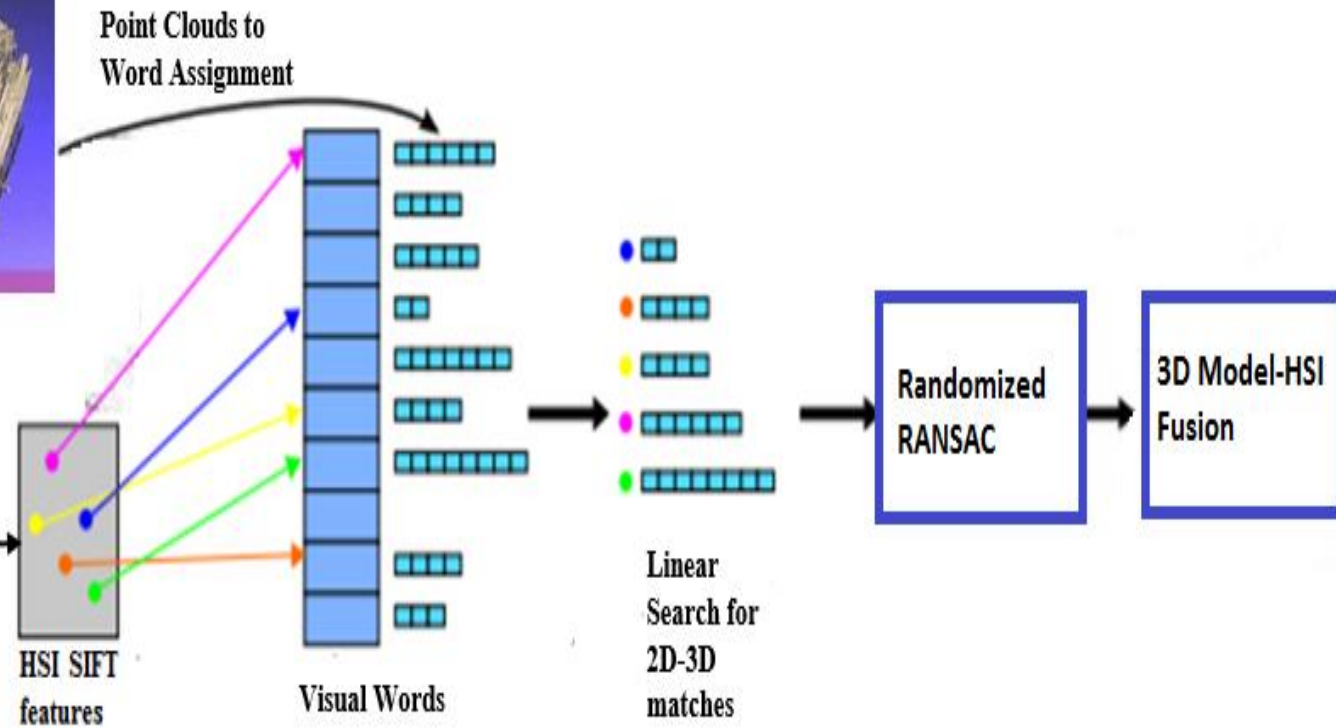 Point Clouds to
Word Assignment
HSI SIFT
features
Visual Words
Linear
Search for
2D-3D
matches
Randomized
RANSAC
3D Model-HSI
Fusion